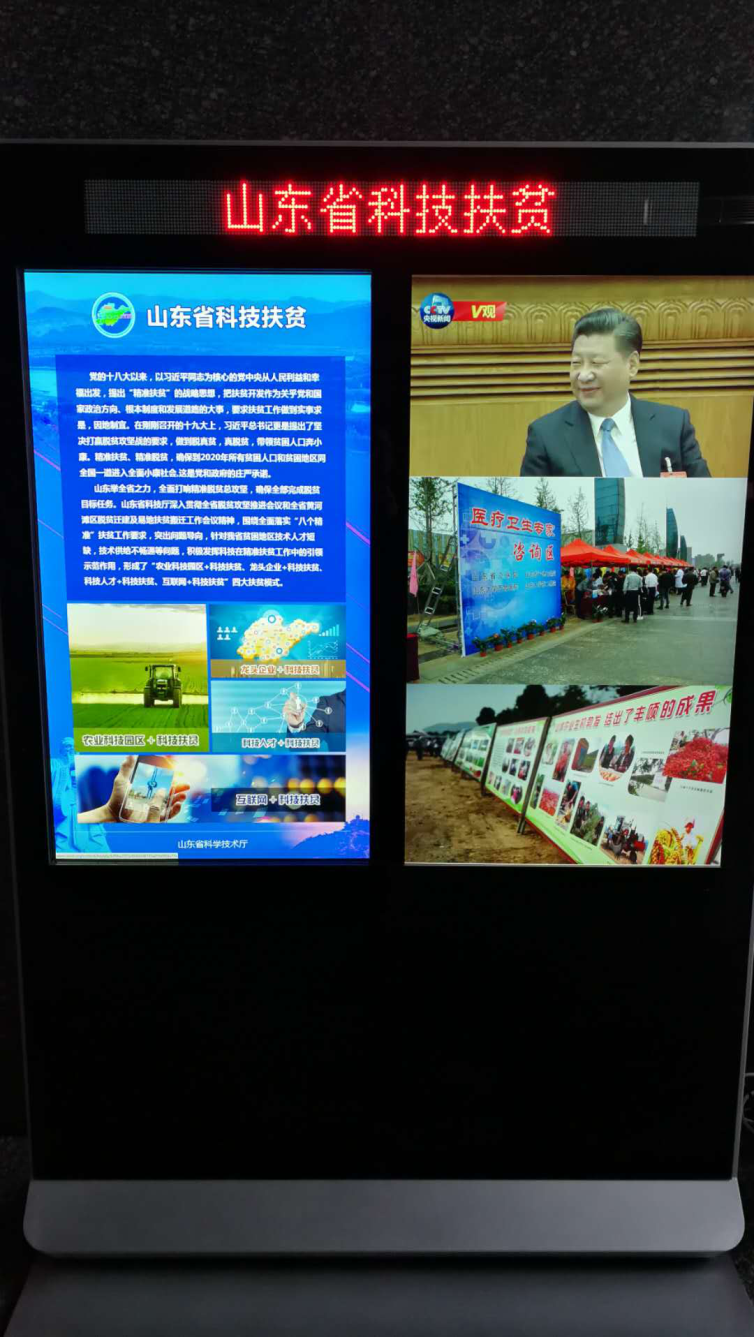 山东省科技扶贫
山东省科技扶贫
党的十八大以来，以习近平同志为核心的党中央从人民利益和幸
福出发，提出“精准扶贫”的战略思想，把扶贫开发作为关乎党和国
家政治方向、根本制度和发展道路的大事，要求扶贫工作做到实事求
是，因地制宜。在刚刚召开的十九大上，习近平总书记更是提出了坚
决打赢脱贫攻坚战的要求，做到脱真贫，真脱贫，带领贫困人口奔小
康。精准扶贫、精准脱贫，确保到2020年所有贫困人口和贫困地区同
全国一道进入全面小康社会,这是党和政府的庄严承诺。
山东举全省之力，全面打响精准脱贫总攻坚，确保全部完成脱贫
目标任务。山东省科技厅深入贯彻全省脱贫攻坚推进会议和全省黄河
滩区脱贫迁建及易地扶贫搬迁工作会议精神，围绕全面落实“八个精
准”扶贫工作要求，突出问题导向，针对我省贫困地区技术人才短
缺，技术供给不畅通等问题，积极发挥科技在精准扶贫工作中的引领
示范作用，形成了“农业科技园区+科技扶贫、龙头企业+科技扶贫、
科技人才+科技扶贫、互联网+科技扶贫”四大扶贫模式。
农业科技园区+科技扶贫
龙头企业+科技扶贫
科技人才+科技扶贫
互联网+科技扶贫
山东省科学技术厅
CCTV
央视新闻
V观
医疗卫生专家
咨询区
结出了丰硕的成果